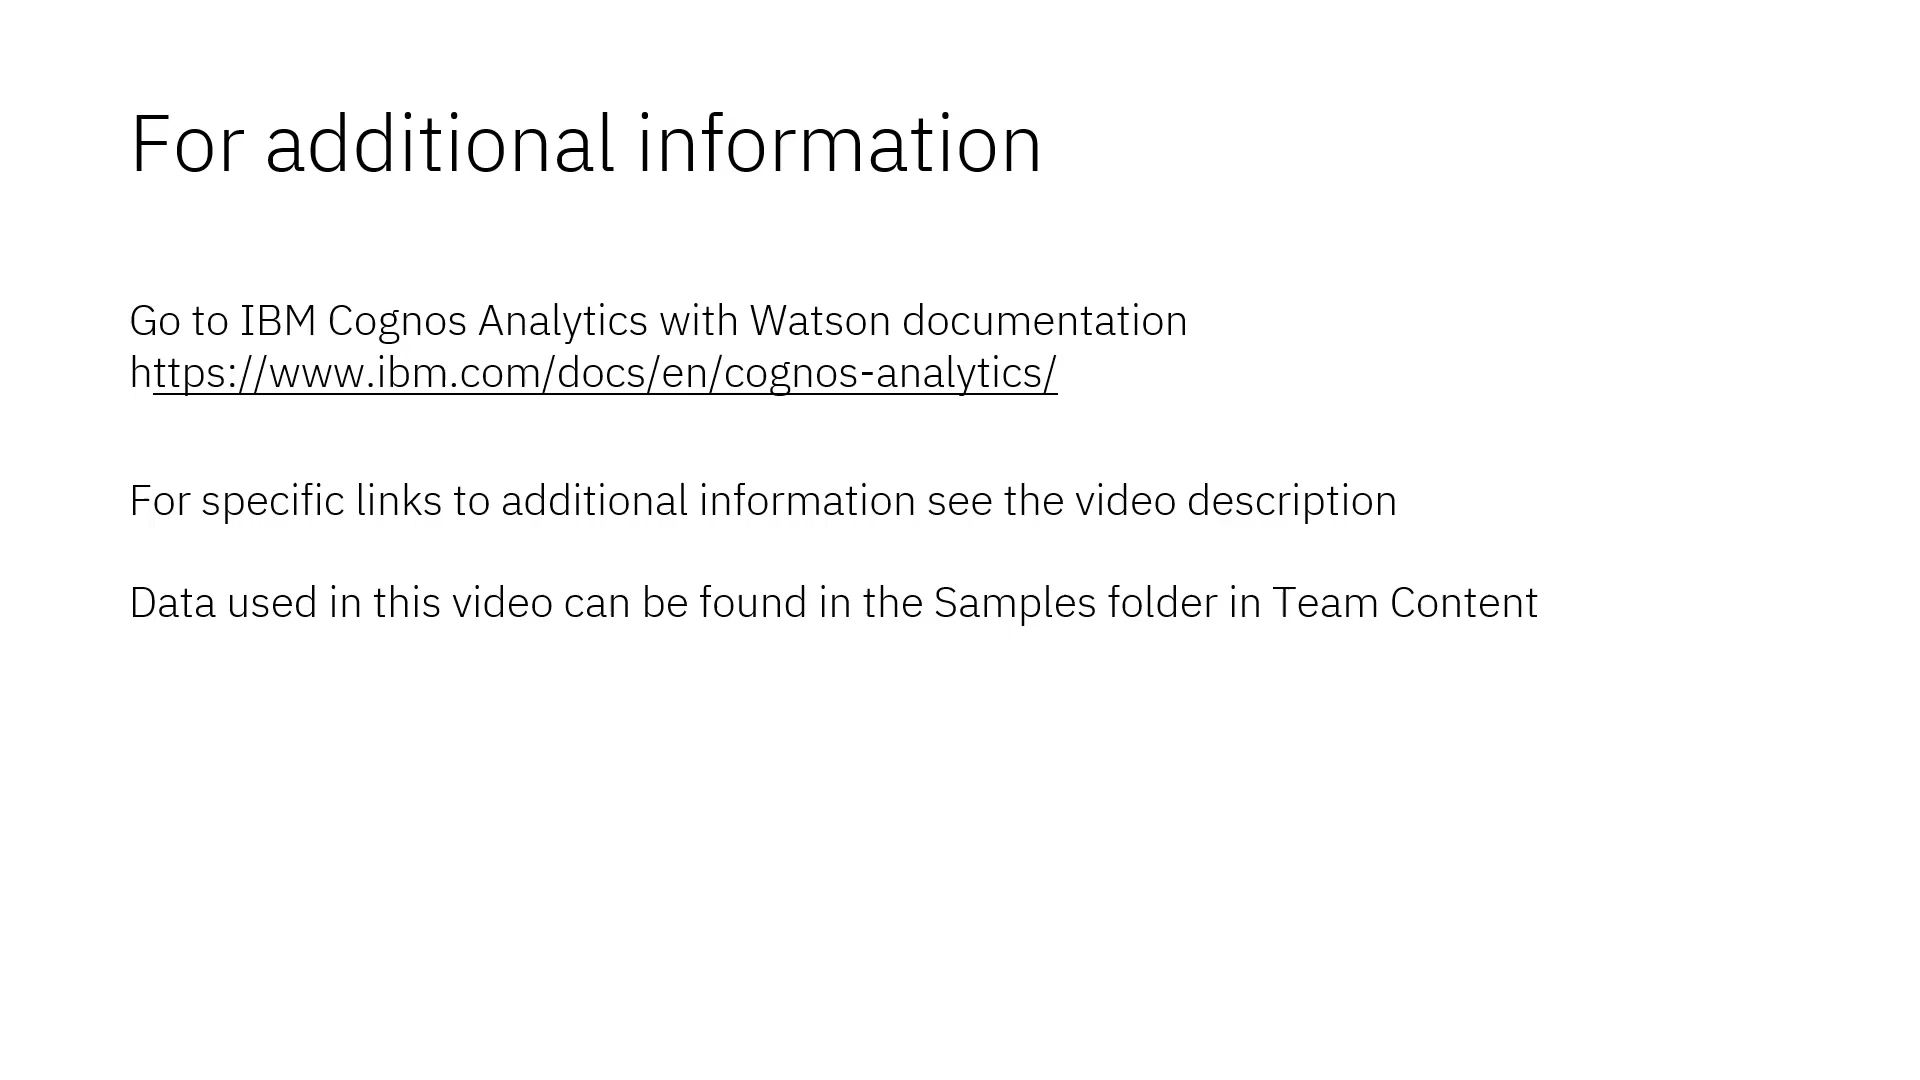 For additional information
Go to IBM Cognos Analytics with Watson documentation
https://www.ibm.com/docs/en/cognos-analytics/
For specific links to additional information see the video description
Data used in this video can be found in the Samples folder in Team Content